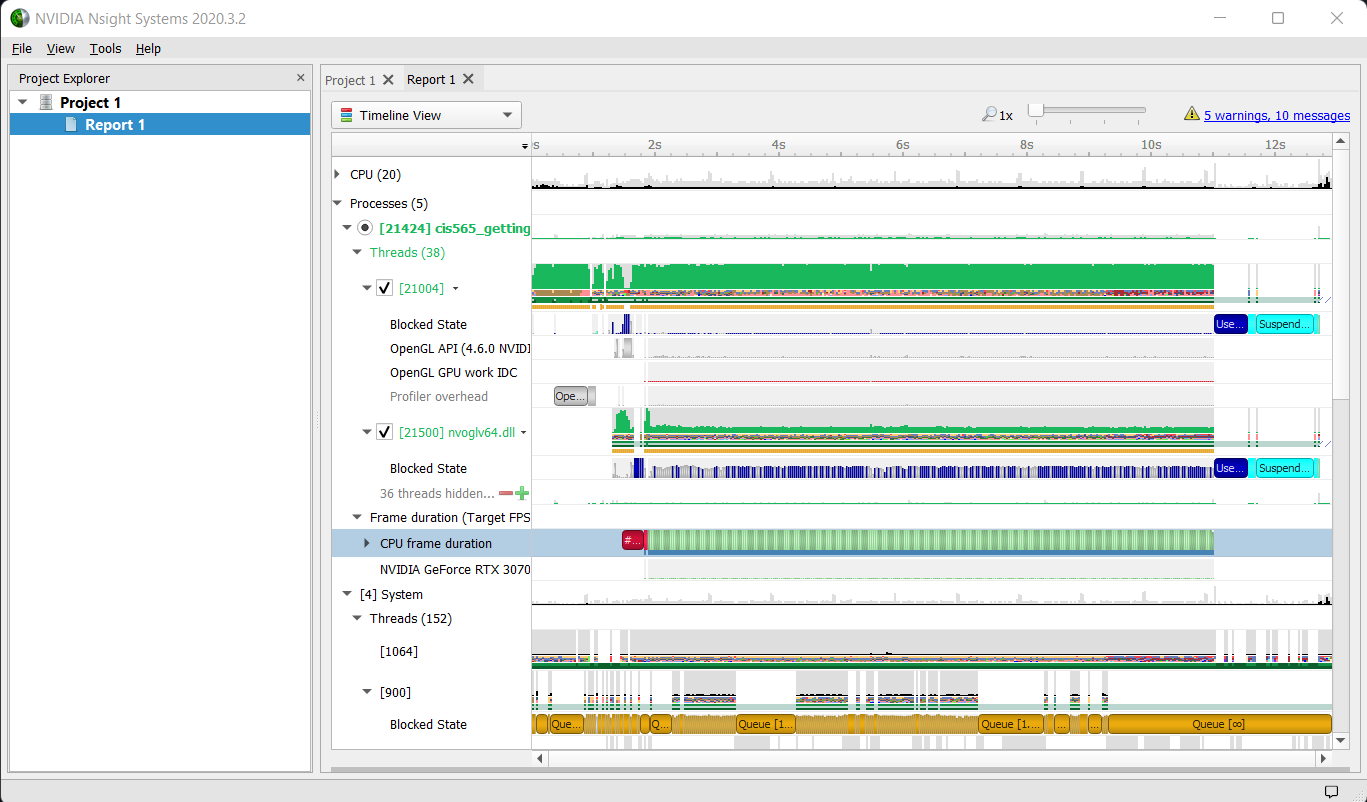 NVIDIA Nsight Systems 2020.3.2
File View Tools Help
Project Explorer
Project 1
Report 1
Project 1 Report 1
Timeline View
1x
5 warnings, 10 messages
s 2s 4s 6s 8s 10s 12s
CPU (20)
Processes (5)
[21424] cis565_getting
Threads (38)
[21004]
Blocked State
Use... Suspend...
OpenGL API (4.6.0 NVIDI
OpenGL GPU work IDC
Profiler overhead
Ope...
[21500] nvoglv64.dll
Blocked State
Use... Suspend...
36 threads hidden...
Frame duration (Target FPS
CPU frame duration
#...
NVIDIA GeForce RTX 3070
[4] System
Threads (152)
[1064]
[900]
Blocked State
Que... Q... Queue [1... Queue [1.... ... ... Queue [∞]